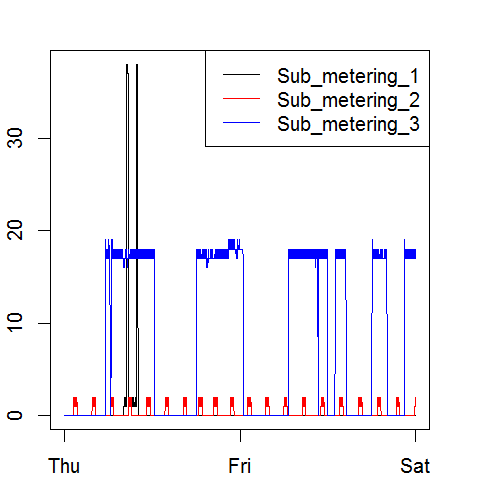 Sub_metering_1
Sub_metering_2
Sub_metering_3
30
20
10
0
Thu Fri Sat